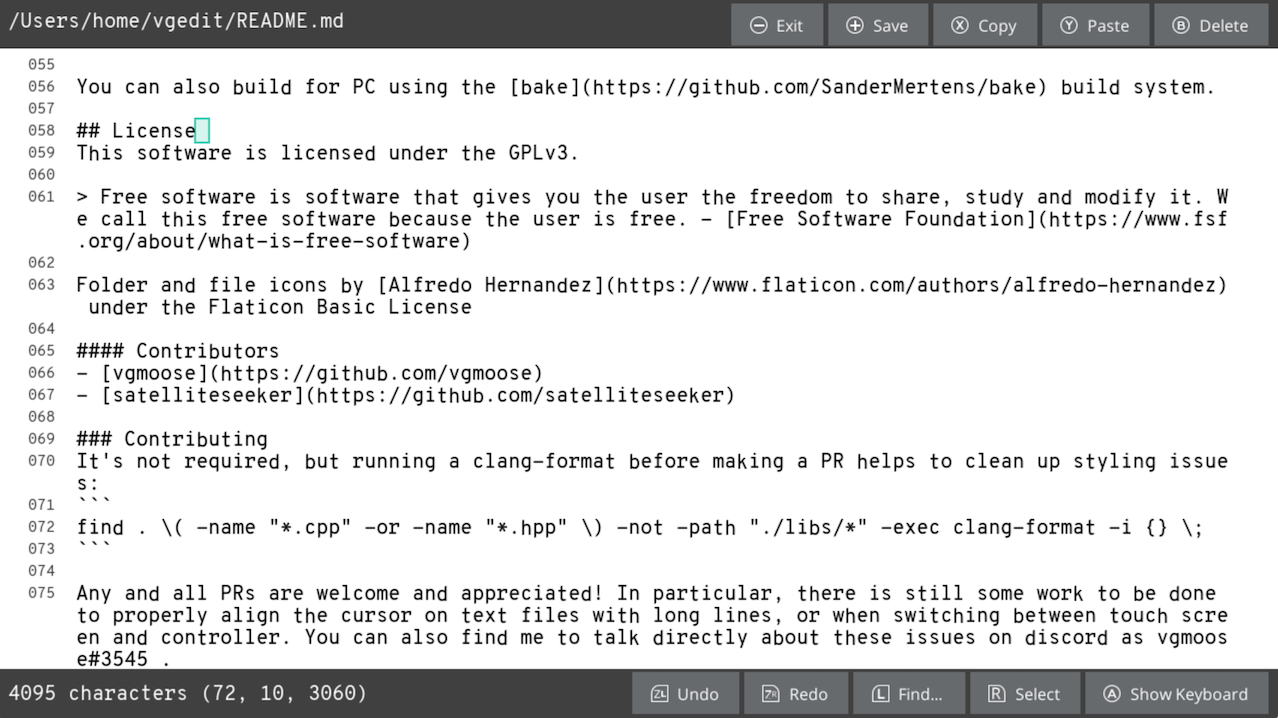 /Users/home/vgedit/README.md
Exit
Save
X Copy
Y Paste
B Delete
055
056 You can also build for PC using the [bake](https://github.com/SanderMertens/bake) build system.
057
058 ## License
059 This software is licensed under the GPLv3.
060
061 > Free software is software that gives you the user the freedom to share, study and modify it. W
e call this free software because the user is free. - [Free Software Foundation](https://www.fsf
.org/about/what-is-free-software)
062
063 Folder and file icons by [Alfredo Hernandez](https://www.flaticon.com/authors/alfredo-hernandez)
under the Flaticon Basic License
064
065 #### Contributors
066 - [vgmoose](https://github.com/vgmoose)
067 - [satelliteseeker](https://github.com/satelliteseeker)
068
069 ### Contributing
070 It's not required, but running a clang-format before making a PR helps to clean up styling issue
s:
071 ```
072 find . \( -name "*.cpp" -or -name "*.hpp" \) -not -path "./libs/*" -exec clang-format -i {} \;
073 ```
074
075 Any and all PRs are welcome and appreciated! In particular, there is still some work to be done
to properly align the cursor on text files with long lines, or when switching between touch scre
en and controller. You can also find me to talk directly about these issues on discord as vgmoos
e#3545 .
4095 characters (72, 10, 3060)
ZL Undo
ZR Redo
L Find...
R Select
A Show Keyboard